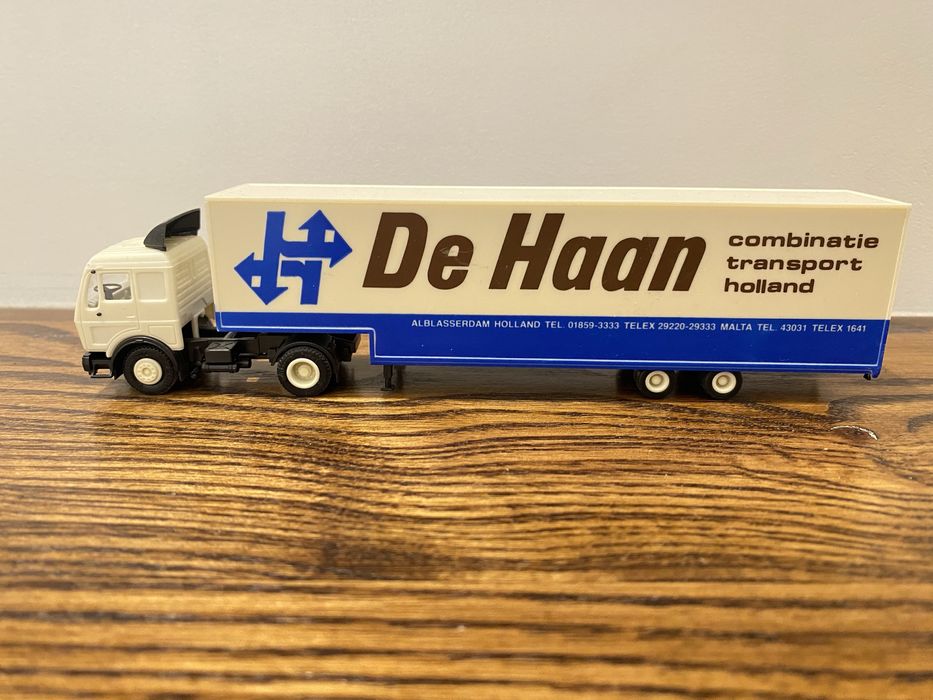 De Haan
combinatie
transport
holland
ALBLASSERDAM HOLLAND TEL. 01859-3333 TELEX 29220-29333 MALTA TEL. 43031 TELEX 1641